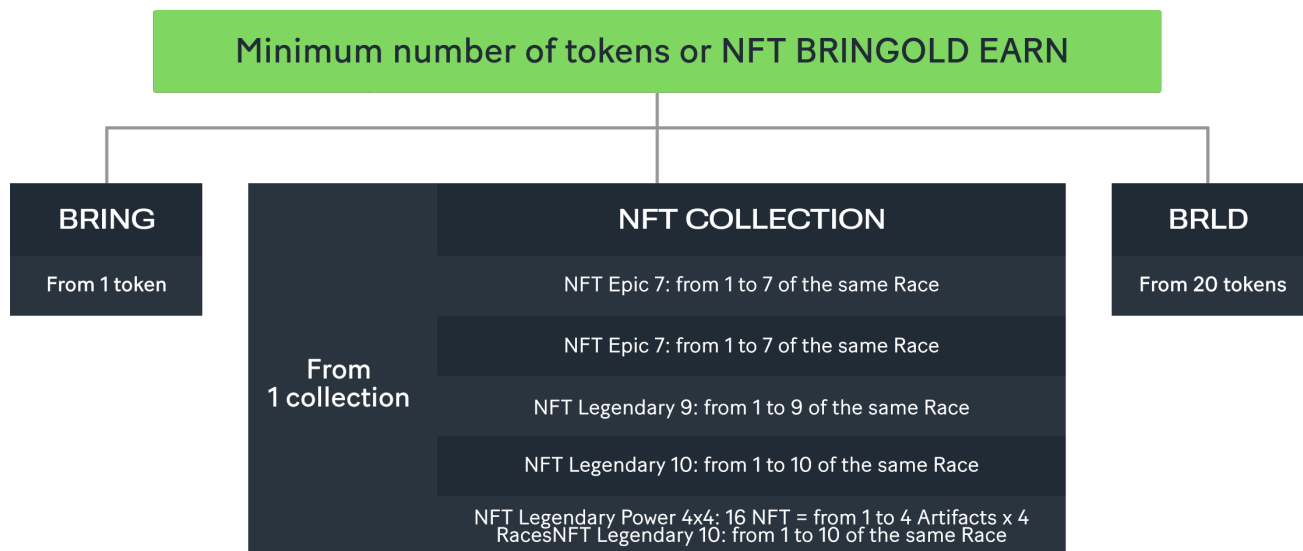 Minimum number of tokens or NFT BRINGOLD EARN
BRING
From 1 token
From
1 collection
NFT COLLECTION
NFT Epic 7: from 1 to 7 of the same Race
NFT Epic 7: from 1 to 7 of the same Race
NFT Legendary 9: from 1 to 9 of the same Race
NFT Legendary 10: from 1 to 10 of the same Race
NFT Legendary Power 4x4: 16 NFT = from 1 to 4 Artifacts x 4
RacesNFT Legendary 10: from 1 to 10 of the same Race
BRLD
From 20 tokens